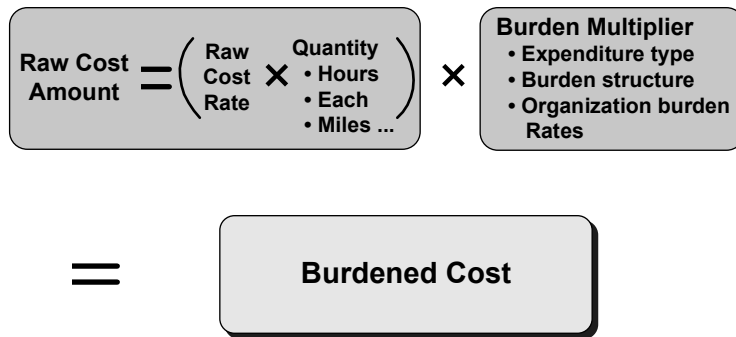 Raw Cost
Amount
=
(
Raw
Cost
Rate
×
Quantity
• Hours
• Each
• Miles ...
)
×
Burden Multiplier
• Expenditure type
• Burden structure
• Organization burden
Rates
=
Burdened Cost